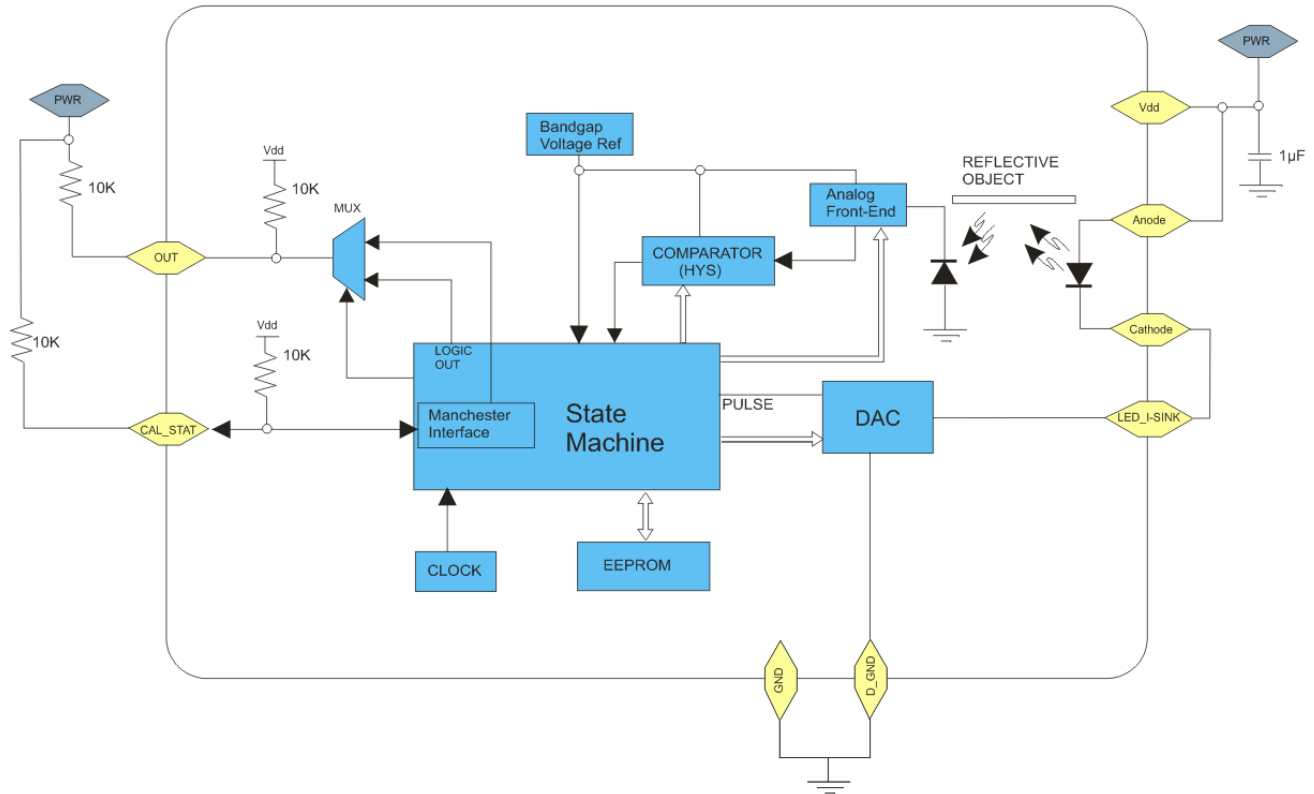 PWR
PWR
Vdd
1µF
Bandgap
Voltage Ref
REFLECTIVE
OBJECT
Vdd
10K
10K
MUX
Analog
Front-End
Anode
OUT
COMPARATOR
(HYS)
Vdd
10K
10K
Cathode
LOGIC
OUT
CAL_STAT
Manchester
Interface
State
Machine
PULSE
DAC
LED_I-SINK
CLOCK
EEPROM
GND
D_GND